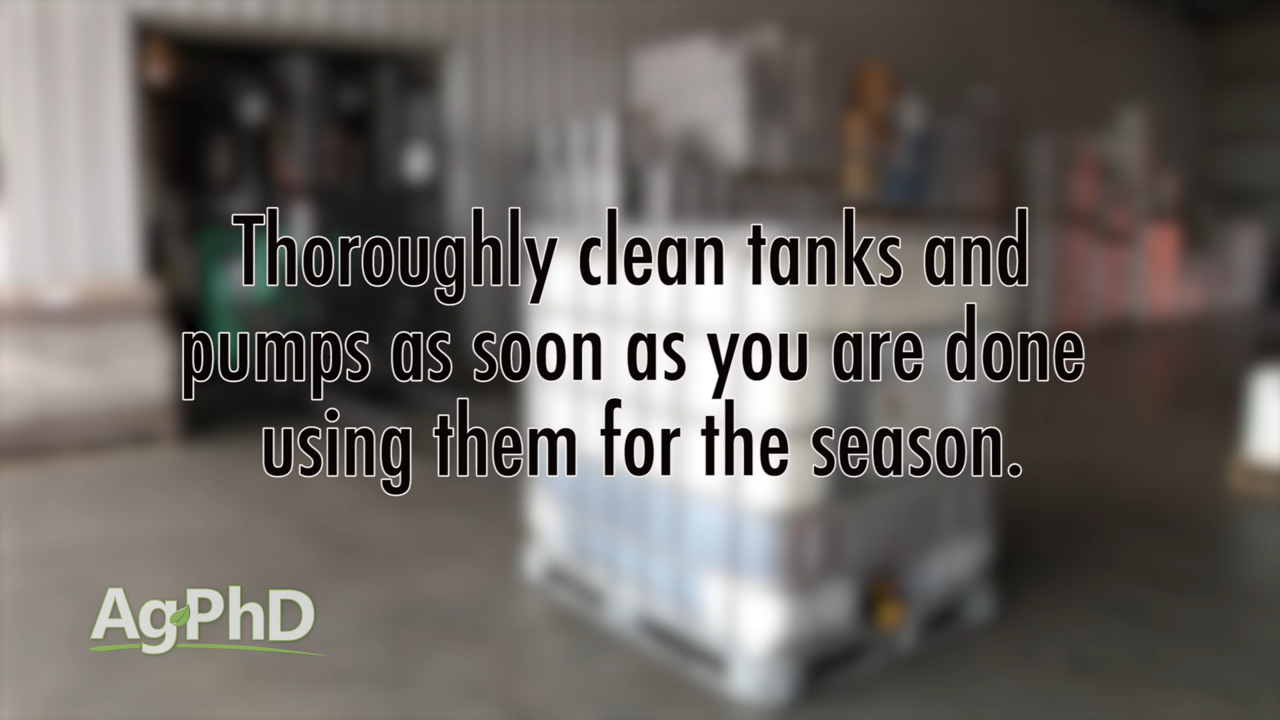 Thoroughly clean tanks and
pumps as soon as you are done
using them for the season.
AgPhD